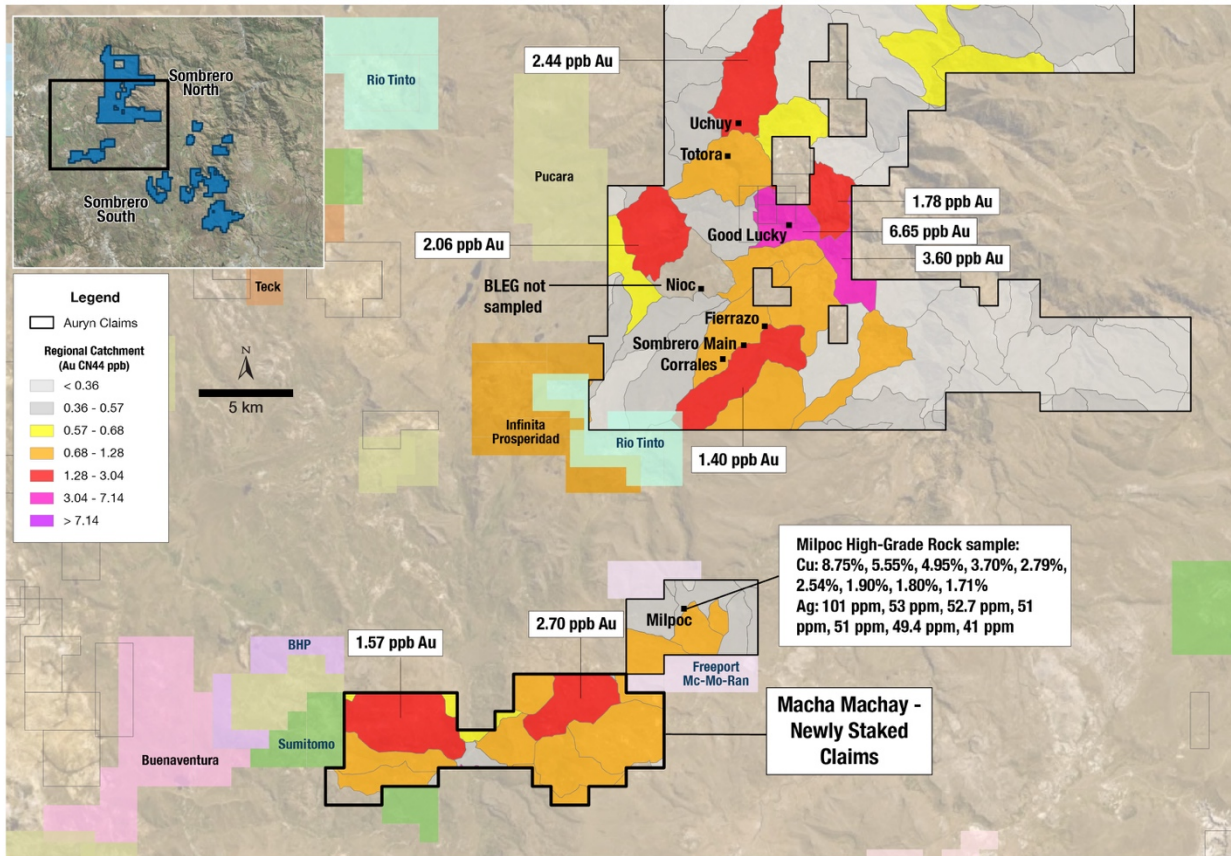 Sombrero
North
Sombrero
South
Rio Tinto
Pucara
Teck
2.44 ppb Au
Uchuy
Totora
2.06 ppb Au
Good Lucky
1.78 ppb Au
6.65 ppb Au
3.60 ppb Au
BLEG not
sampled
Nioc
Fierrazo
Sombrero Main
Corrales
Infinita
Prosperidad
Rio Tinto
1.40 ppb Au
Legend
Auryn Claims
Regional Catchment
(Au CN44 ppb)
< 0.36
0.36 - 0.57
0.57 - 0.68
0.68 - 1.28
1.28 - 3.04
3.04 - 7.14
> 7.14
N
5 km
Milpoc High-Grade Rock sample:
Cu: 8.75%, 5.55%, 4.95%, 3.70%, 2.79%,
2.54%, 1.90%, 1.80%, 1.71%
Ag: 101 ppm, 53 ppm, 52.7 ppm, 51
ppm, 51 ppm, 49.4 ppm, 41 ppm
Milpoc
Freeport
Mc-Mo-Ran
2.70 ppb Au
1.57 ppb Au
BHP
Sumitomo
Buenaventura
Macha Machay -
Newly Staked
Claims